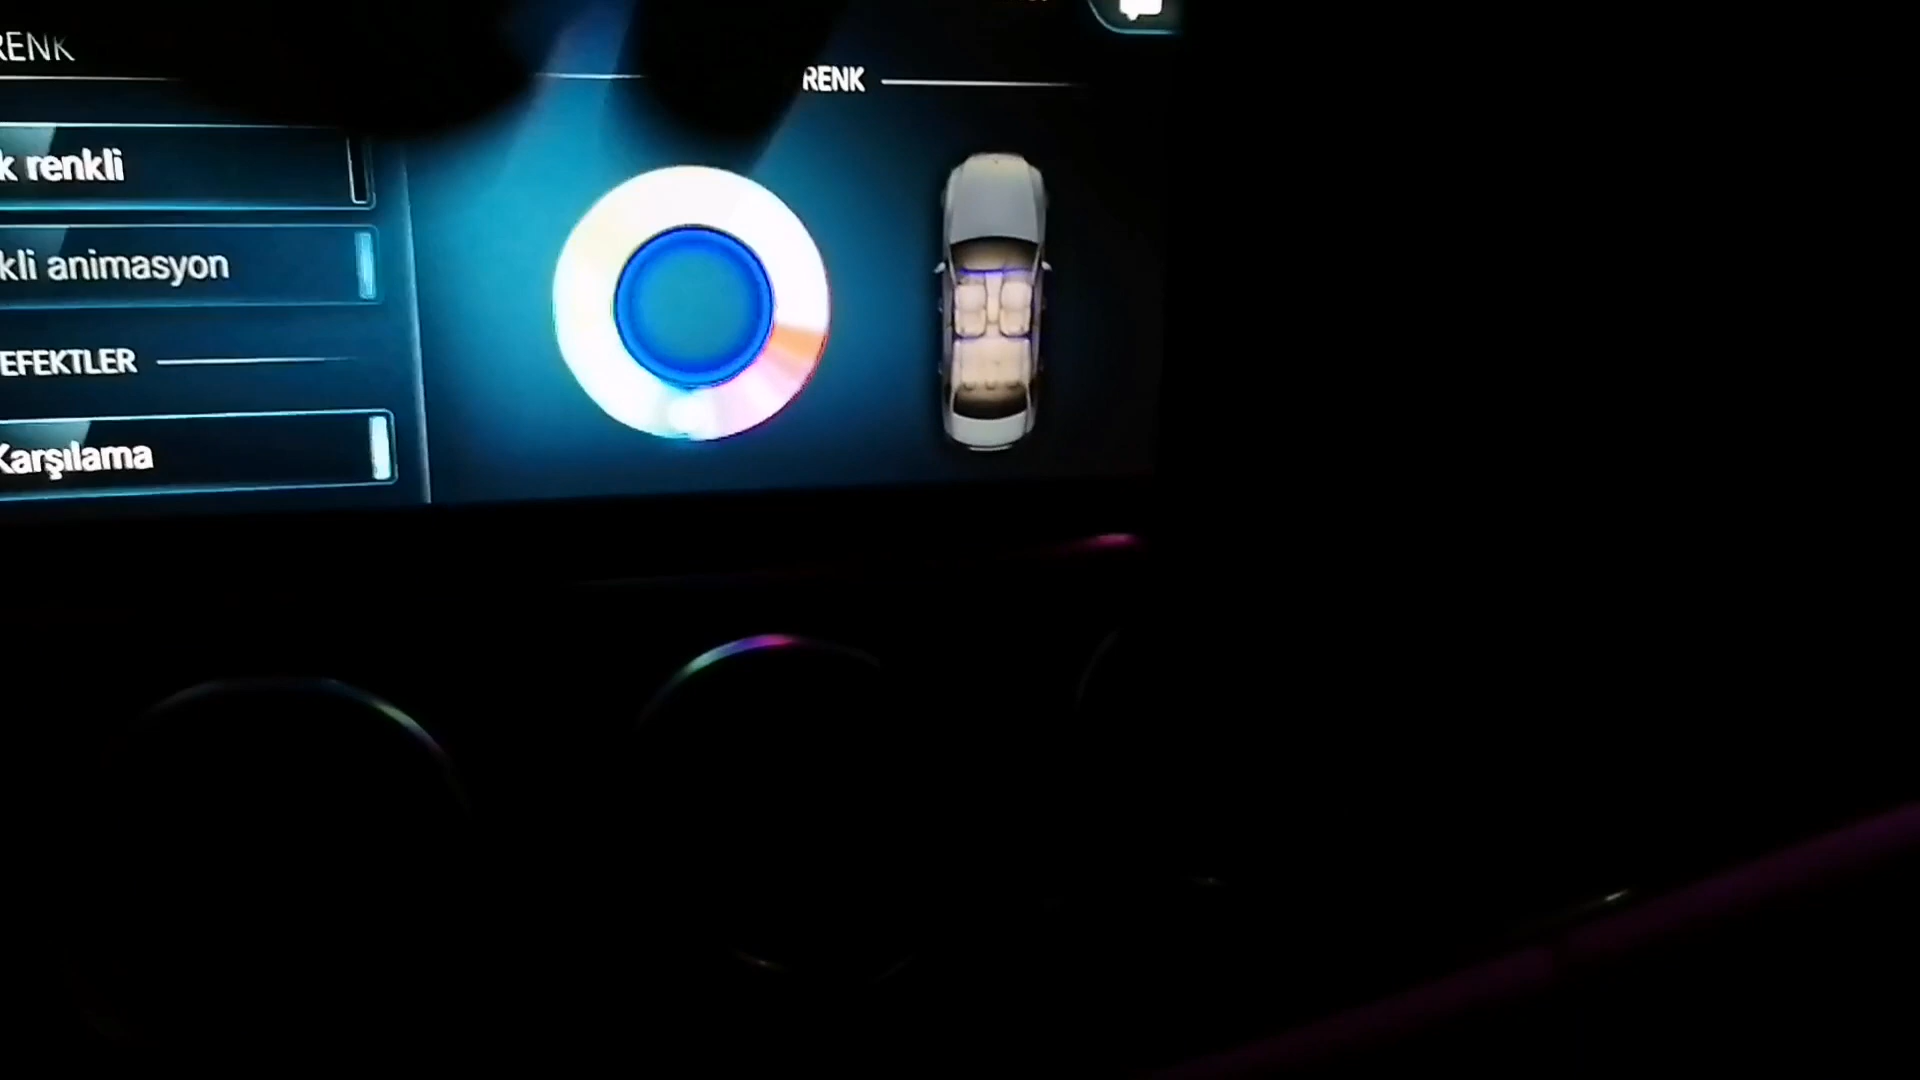 RENK
RENK
k renkli
kli animasyon
EFEKTLER
Karşılama